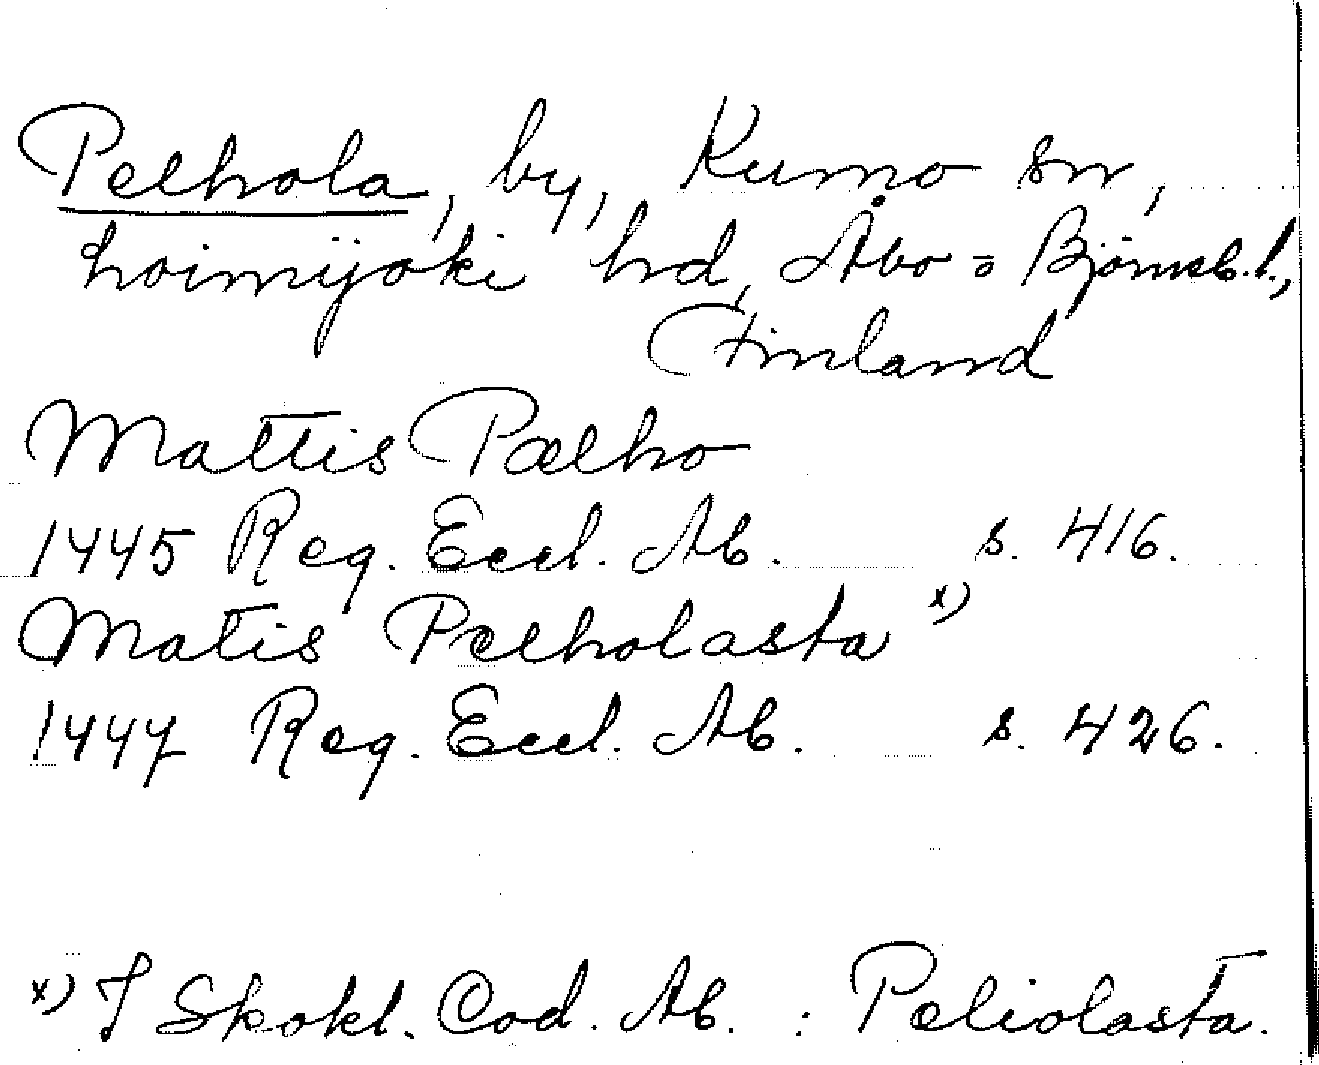 Pelhola, by, Kumo sn,
Loimijoki hd, Åbo = Björneb. l.,
Finland
Mattis Pælho
1445 Reg. Eccl. Ab. s. 416.
Matis Pelholasta x)
1447 Reg. Eccl. Ab. s. 426.
x) I Skokl. Cod. Ab. : Peliolasta.